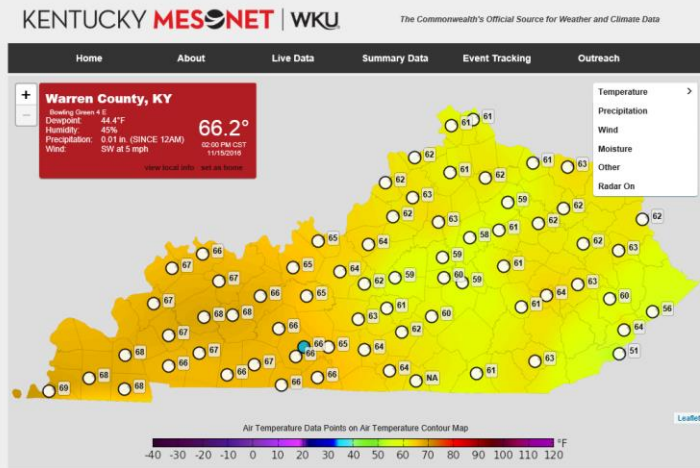 KENTUCKY MESONET | WKU
The Commonwealth's Official Source for Weather and Climate Data
Home About Live Data Summary Data Event Tracking Outreach
+
-
Warren County, KY
Bowling Green 4 E
Dewpoint: 44.4°F
Humidity: 45%
Precipitation: 0.01 in. (SINCE 12AM)
Wind: SW at 5 mph
66.2°
02:00 PM CST
11/15/2016
view local info set as home
Temperature >
Precipitation
Wind
Moisture
Other
Radar On
61 61
62 61 62 61 63
62 63 59 62
62 63 58 61 62 62
66 65 64 62 63
67 65 64 59 61
67 62 59 60 59 63
67 66 65 61 64 60
68 68 63 61 60 61 56
67 66 62 64
68 66 67 66 66 65 64 51
69 68 68 66 67 66 66 64 NA 61 63
Leaflet
Air Temperature Data Points on Air Temperature Contour Map
-40 -30 -20 -10 0 10 20 30 40 50 60 70 80 90 100 110 120 °F